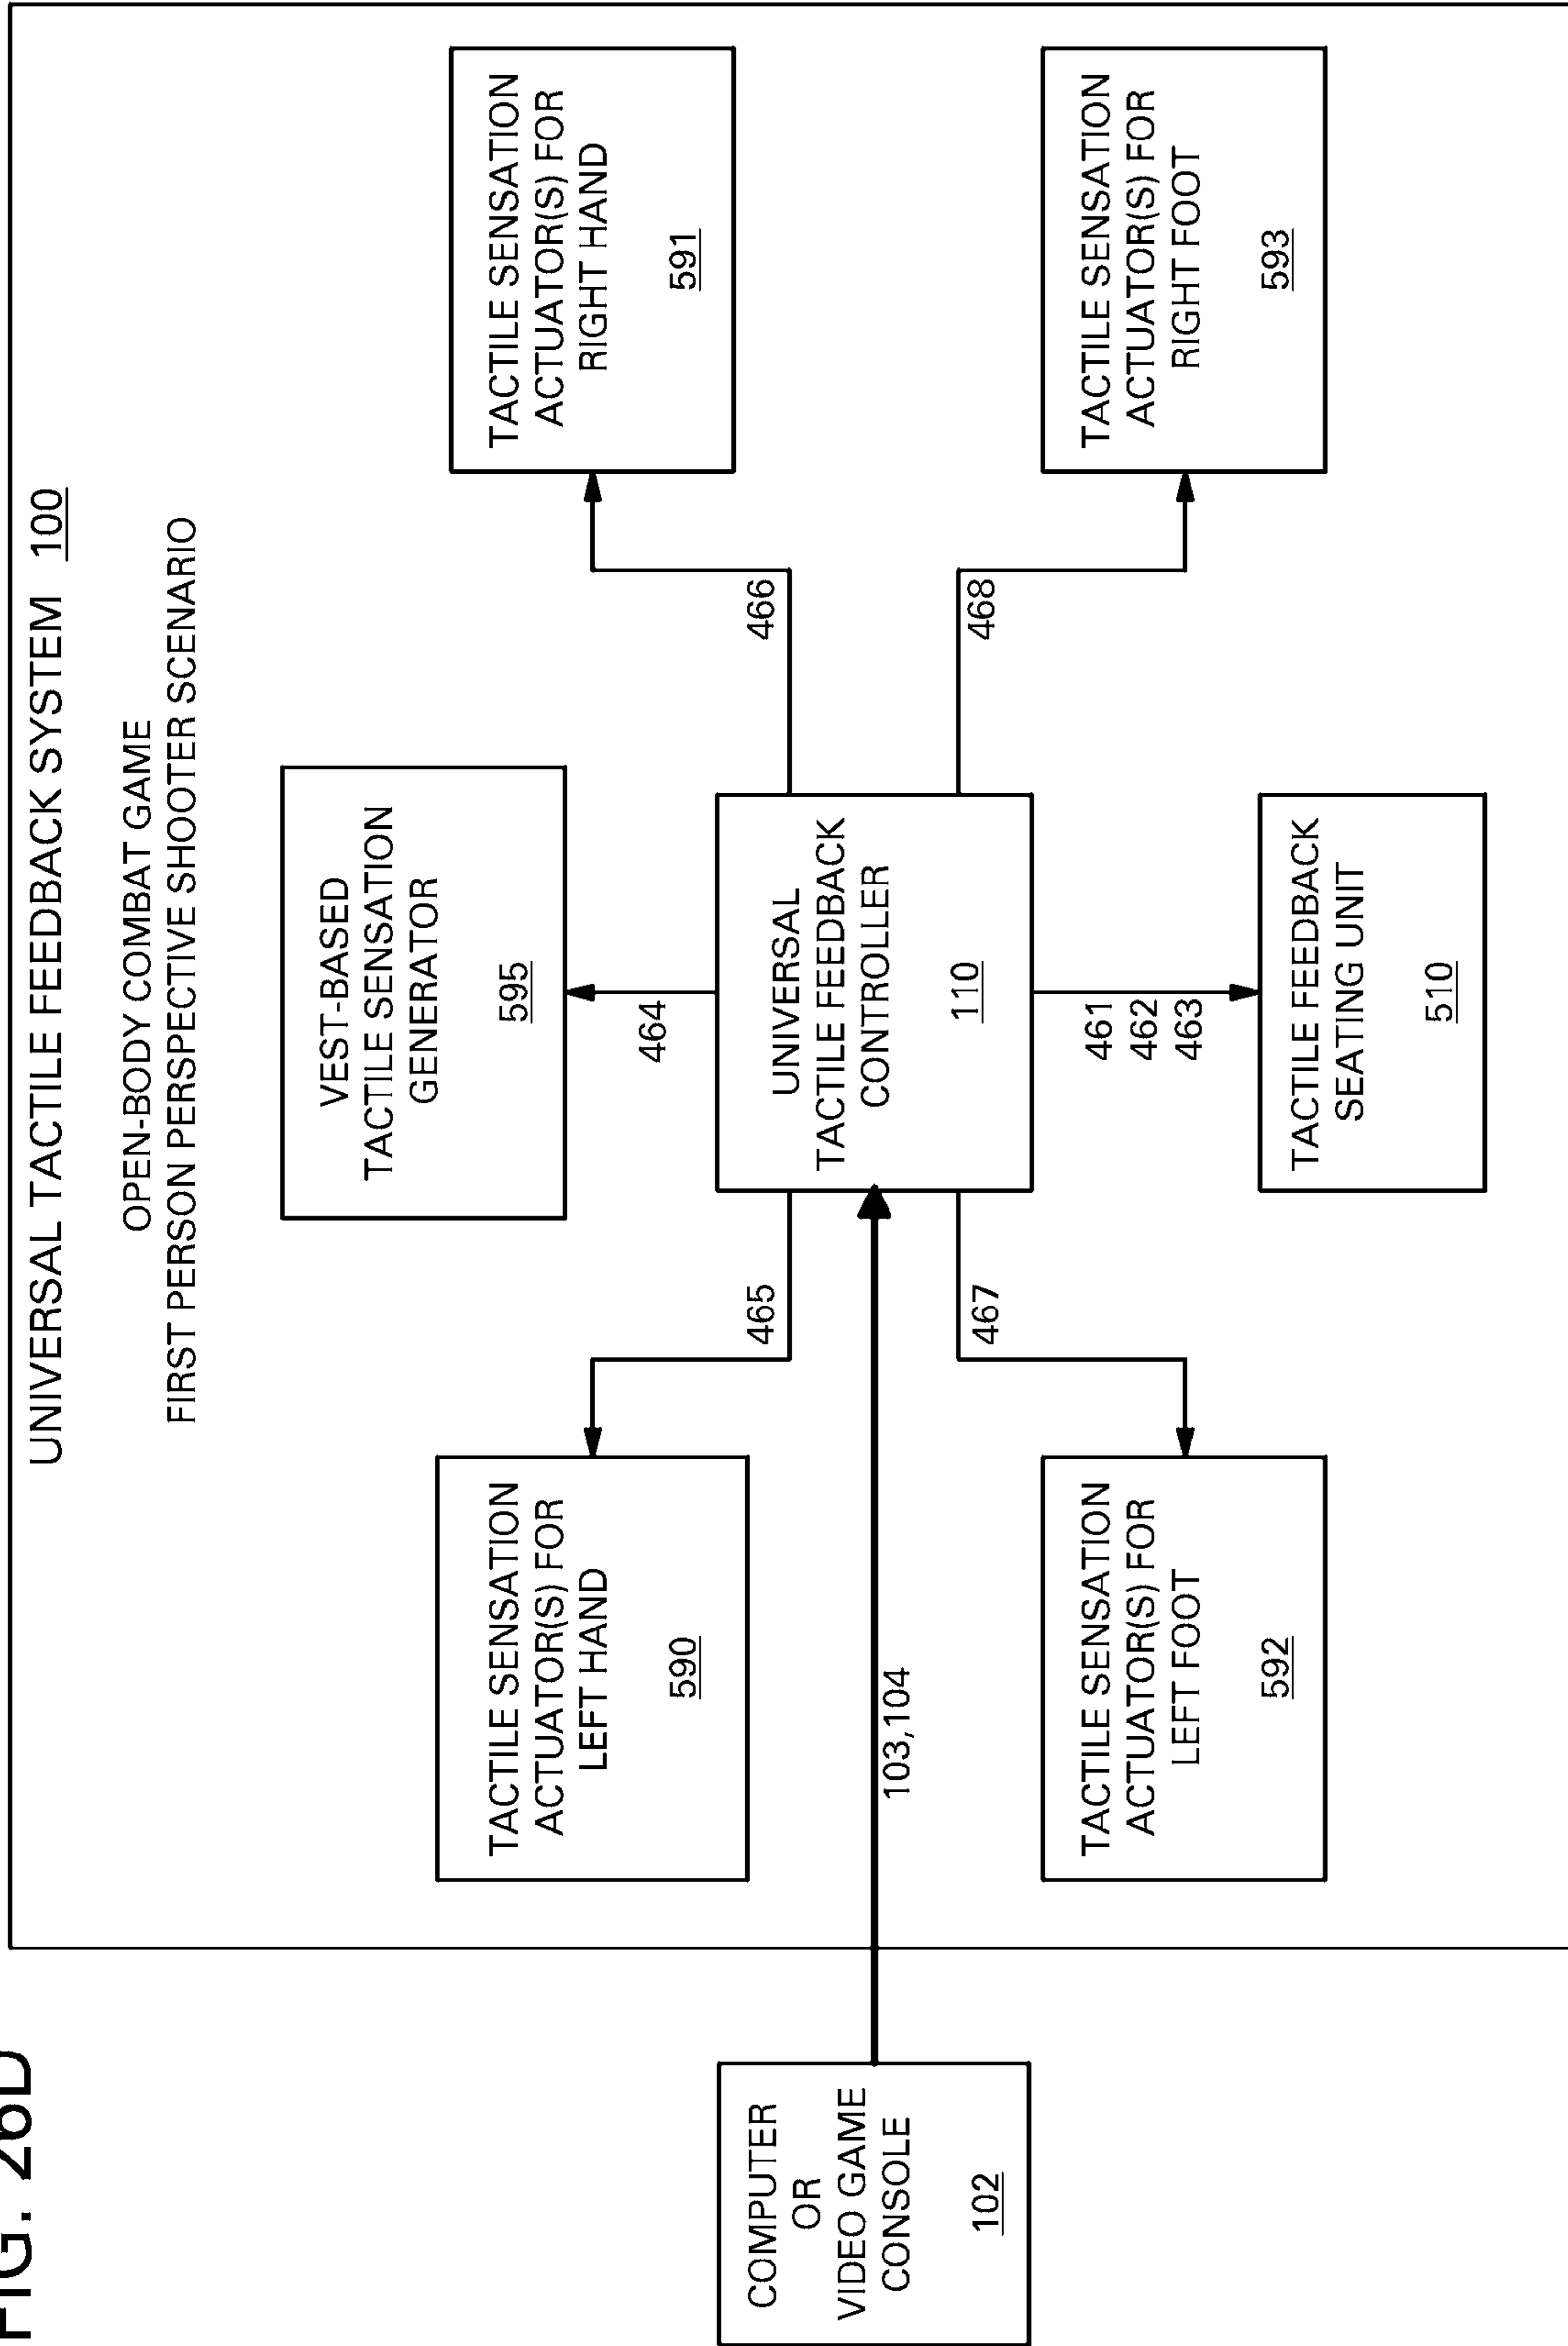 FIG. 26D
UNIVERSAL TACTILE FEEDBACK SYSTEM 100
OPEN-BODY COMBAT GAME
FIRST PERSON PERSPECTIVE SHOOTER SCENARIO
VEST-BASED
TACTILE SENSATION
GENERATOR
595
TACTILE SENSATION
ACTUATOR(S) FOR
LEFT HAND
590
TACTILE SENSATION
ACTUATOR(S) FOR
RIGHT HAND
591
464
465
466
COMPUTER
OR
VIDEO GAME
CONSOLE
102
103,104
UNIVERSAL
TACTILE FEEDBACK
CONTROLLER
110
467
468
461
462
463
TACTILE SENSATION
ACTUATOR(S) FOR
LEFT FOOT
592
TACTILE FEEDBACK
SEATING UNIT
510
TACTILE SENSATION
ACTUATOR(S) FOR
RIGHT FOOT
593